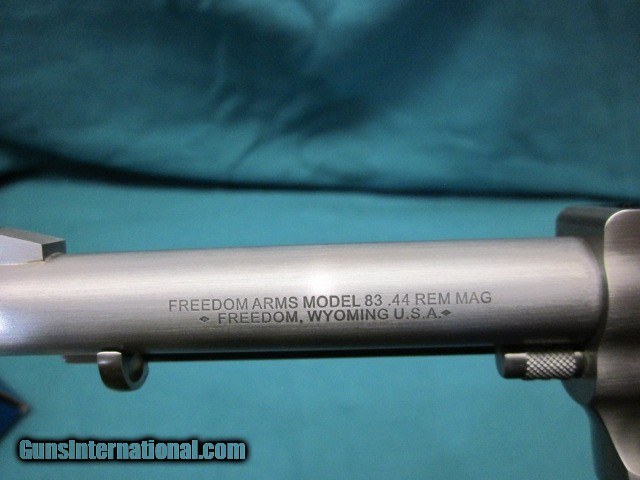 FREEDOM ARMS MODEL 83 .44 REM MAG
FREEDOM, WYOMING U.S.A.
GunsInternational.com